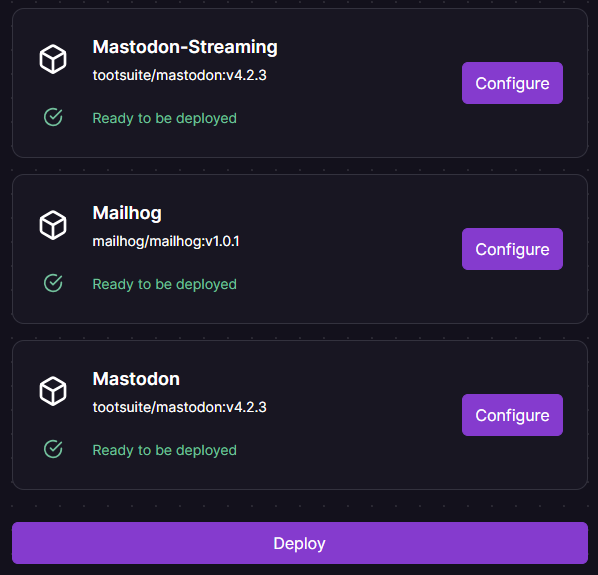 Mastodon-Streaming
tootsuite/mastodon:v4.2.3
Configure
Ready to be deployed
Mailhog
mailhog/mailhog:v1.0.1
Configure
Ready to be deployed
Mastodon
tootsuite/mastodon:v4.2.3
Configure
Ready to be deployed
Deploy